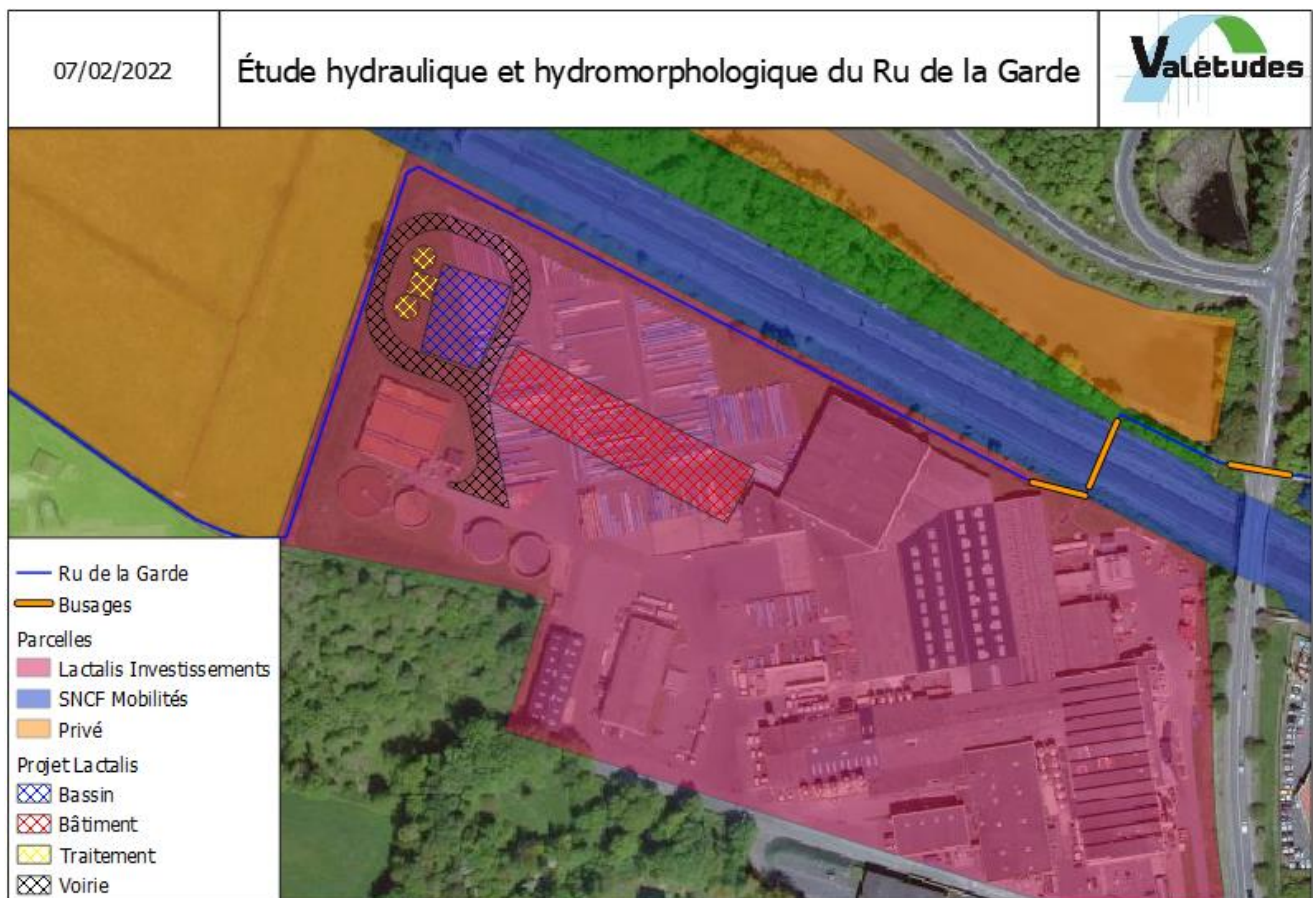 07/02/2022
Étude hydraulique et hydromorphologique du Ru de la Garde
Valétudes
Ru de la Garde
Busages
Parcelles
Lactalis Investissements
SNCF Mobilités
Privé
Projet Lactalis
Bassin
Bâtiment
Traitement
Voirie